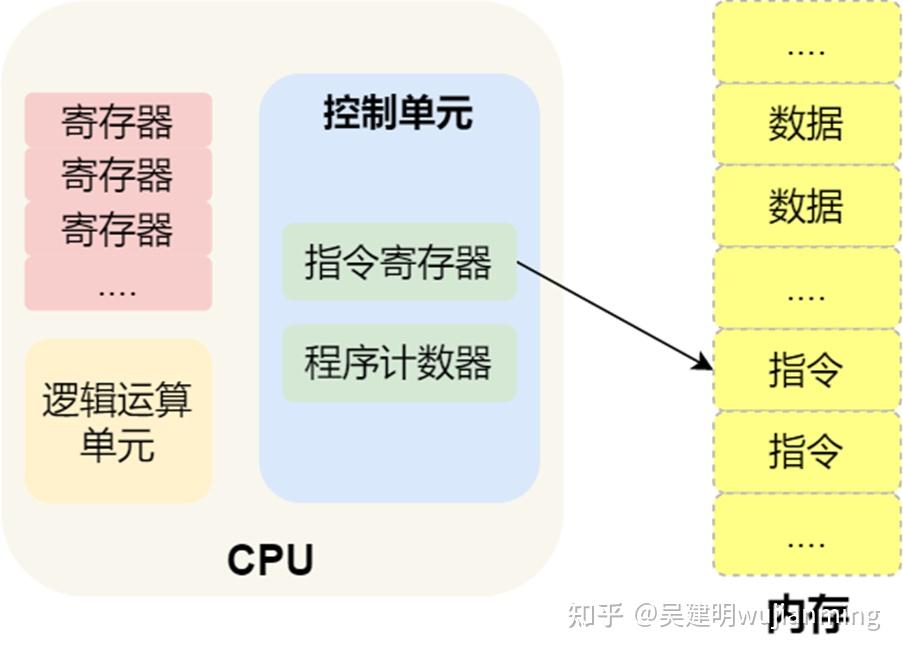 寄存器
寄存器
寄存器
....
逻辑运算
单元
控制单元
指令寄存器
程序计数器
CPU
....
数据
数据
....
指令
指令
....
内存
知乎 @吴建明wujianming